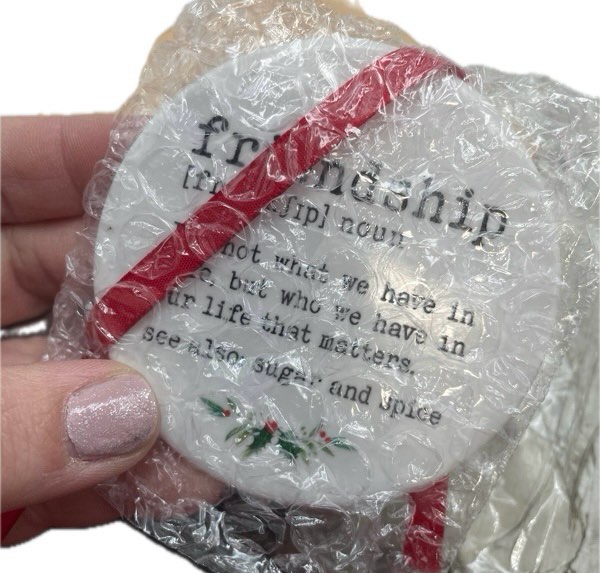 friendship
noun
not what we have in
but who we have in
life that matters.
see also: sugar and spice